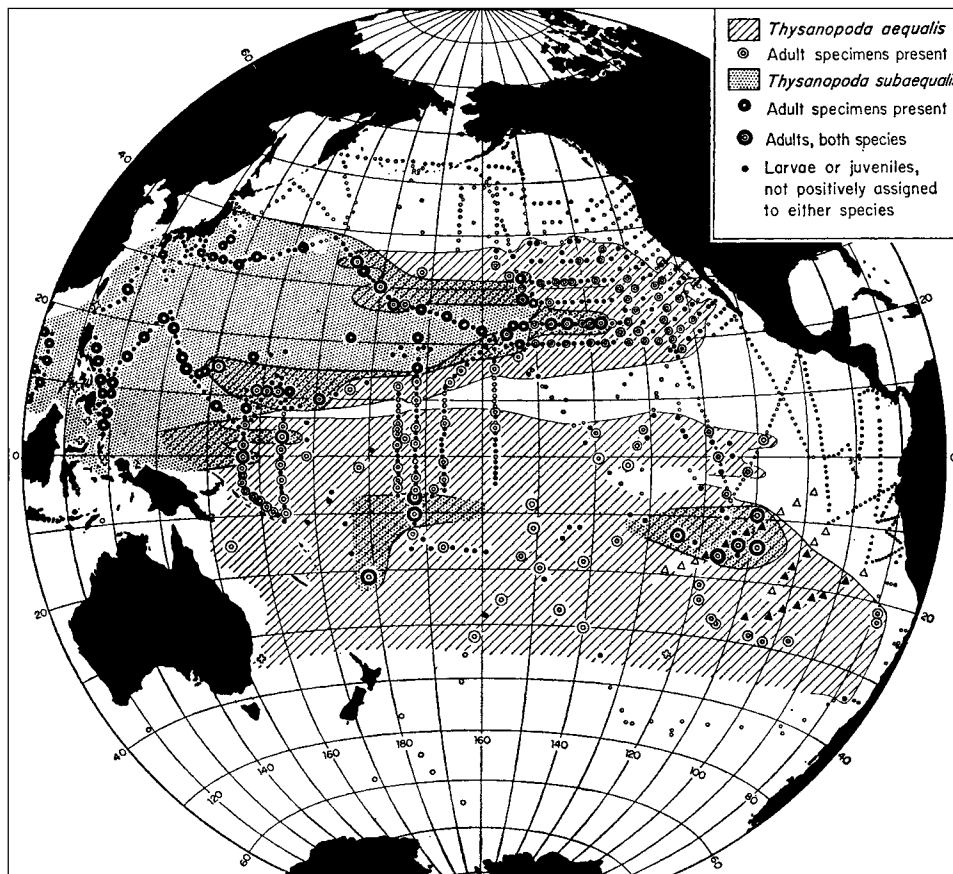 Thysanopoda aequalis
Adult specimens present
Thysanopoda subaequalis
Adult specimens present
Adults, both species
Larvae or juveniles,
not positively assigned
to either species
60
40
20
20
0
0
20
20
40
40
60
60
120
140
160
180
160
140
120
100
80